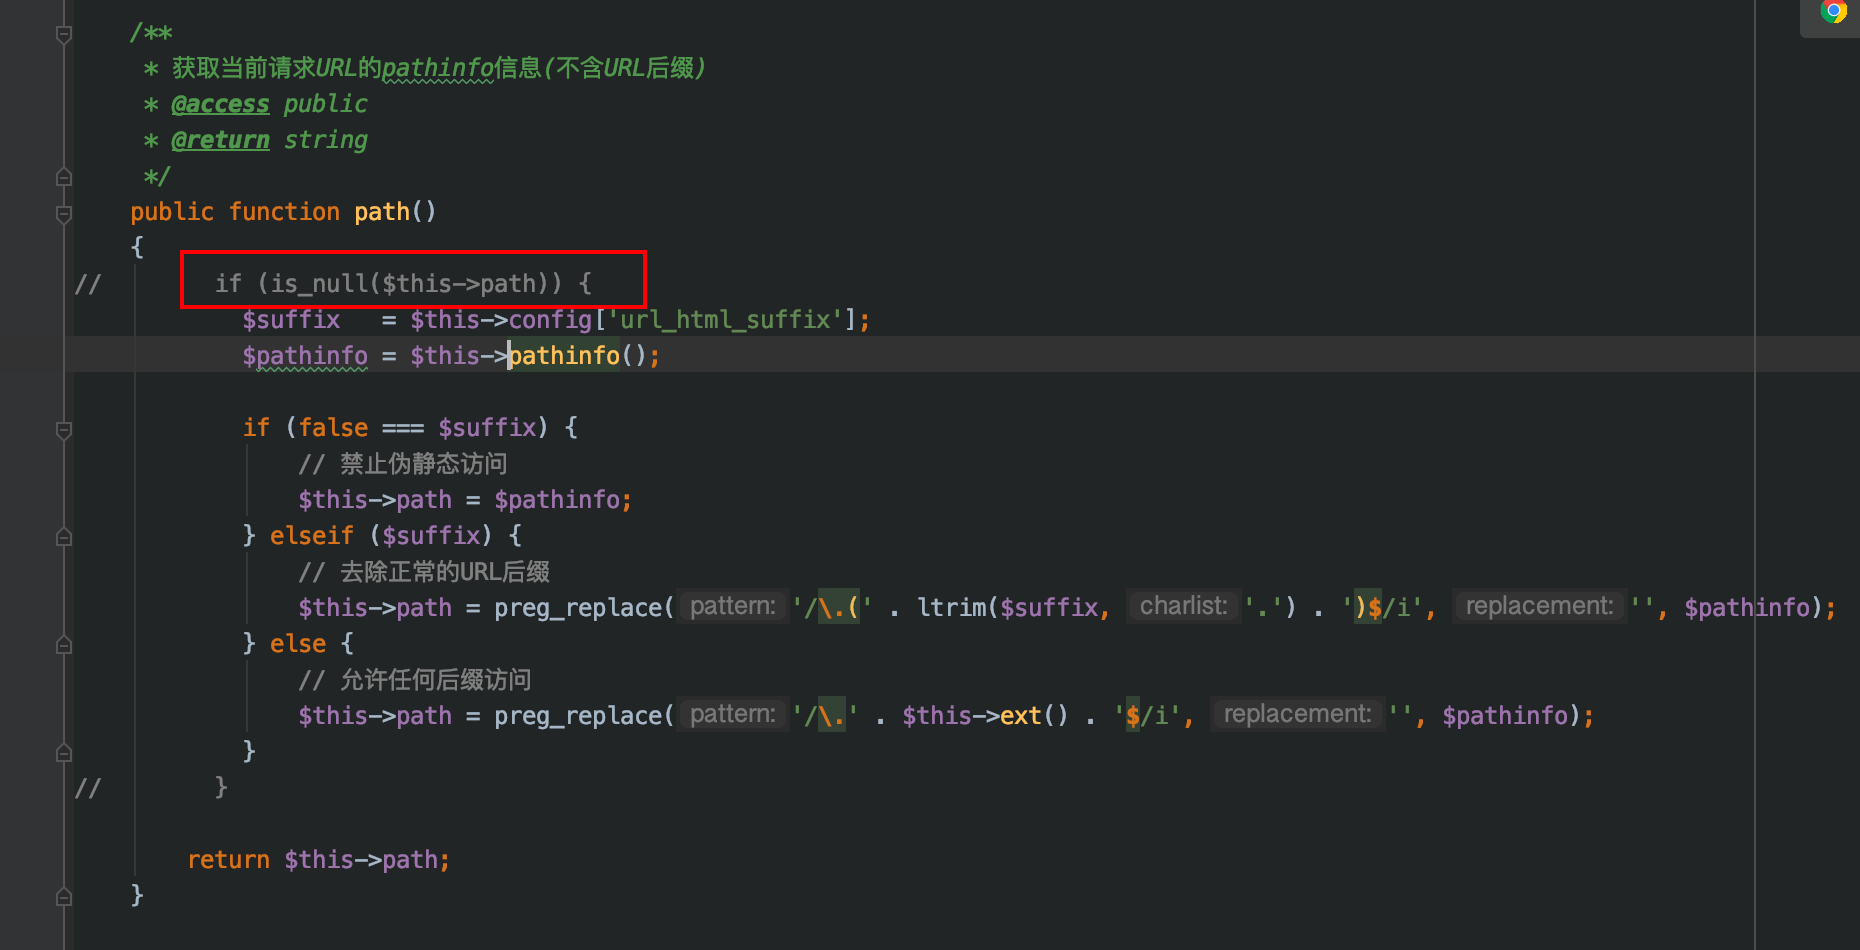 /**
* 获取当前请求URL的pathinfo信息(不含URL后缀)
* @access public
* @return string
*/
public function path()
{
// if (is_null($this->path)) {
$suffix = $this->config['url_html_suffix'];
$pathinfo = $this->pathinfo();
if (false === $suffix) {
// 禁止伪静态访问
$this->path = $pathinfo;
} elseif ($suffix) {
// 去除正常的URL后缀
$this->path = preg_replace( pattern: '/\.(' . ltrim($suffix, charlist: '.') . ')$/i', replacement: '', $pathinfo);
} else {
// 允许任何后缀访问
$this->path = preg_replace( pattern: '/\.' . $this->ext() . '$/i', replacement: '', $pathinfo);
}
// }
return $this->path;
}